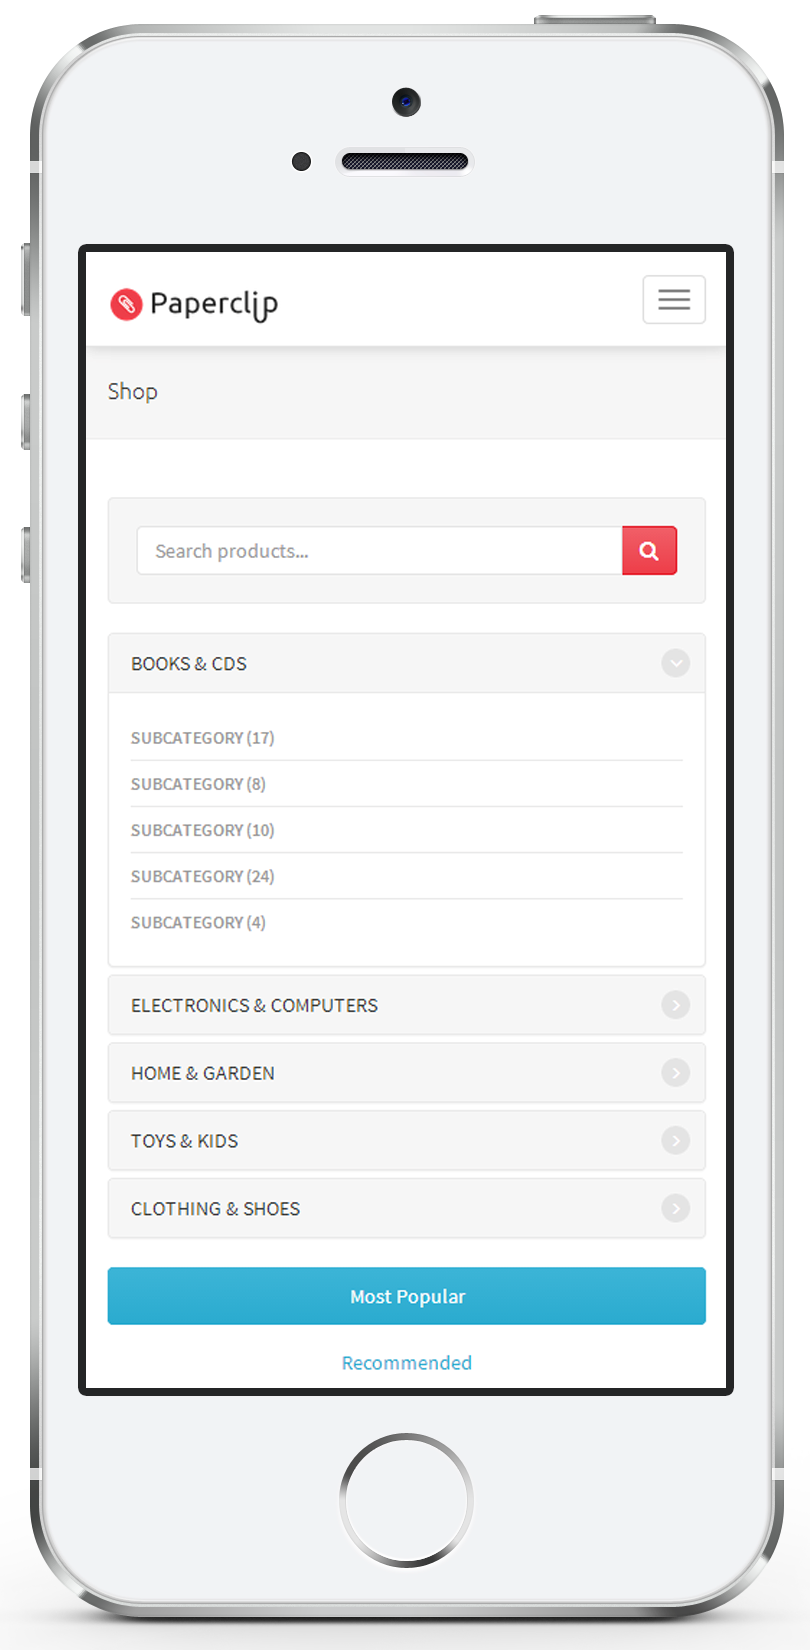 Paperclip
Shop
Search products...
BOOKS & CDS
SUBCATEGORY (17)
SUBCATEGORY (8)
SUBCATEGORY (10)
SUBCATEGORY (24)
SUBCATEGORY (4)
ELECTRONICS & COMPUTERS
HOME & GARDEN
TOYS & KIDS
CLOTHING & SHOES
Most Popular
Recommended